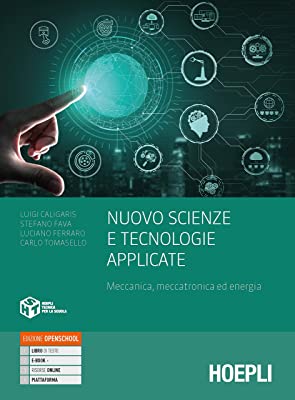 LUIGI CALIGARIS
STEFANO FAVA
LUCIANO FERRARO
CARLO TOMASELLO
NUOVO SCIENZE
E TECNOLOGIE
APPLICATE
Meccanica, meccatronica ed energia
HOEPLI
TECNICA
PER LA SCUOLA
EDIZIONE OPENSCHOOL
LIBRO DI TESTO
E-BOOK+
RISORSE ONLINE
PIATTAFORMA
HOEPLI